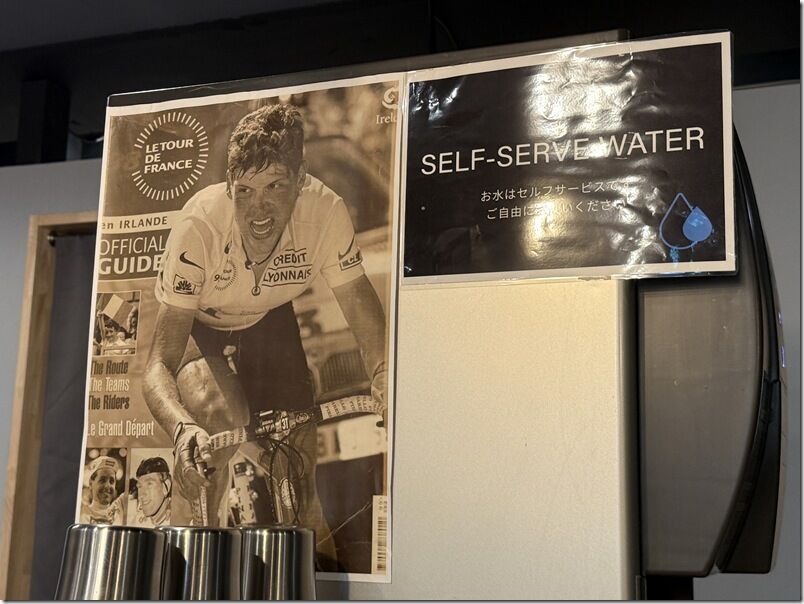 LE TOUR
DE
FRANCE
en IRLANDE
OFFICIAL
GUIDE
CREDIT
LYONNAIS
The Route
The Teams
The Riders
Le Grand Départ
3T
SELF-SERVE WATER
お水はセルフサービスです
ご自由に
ください